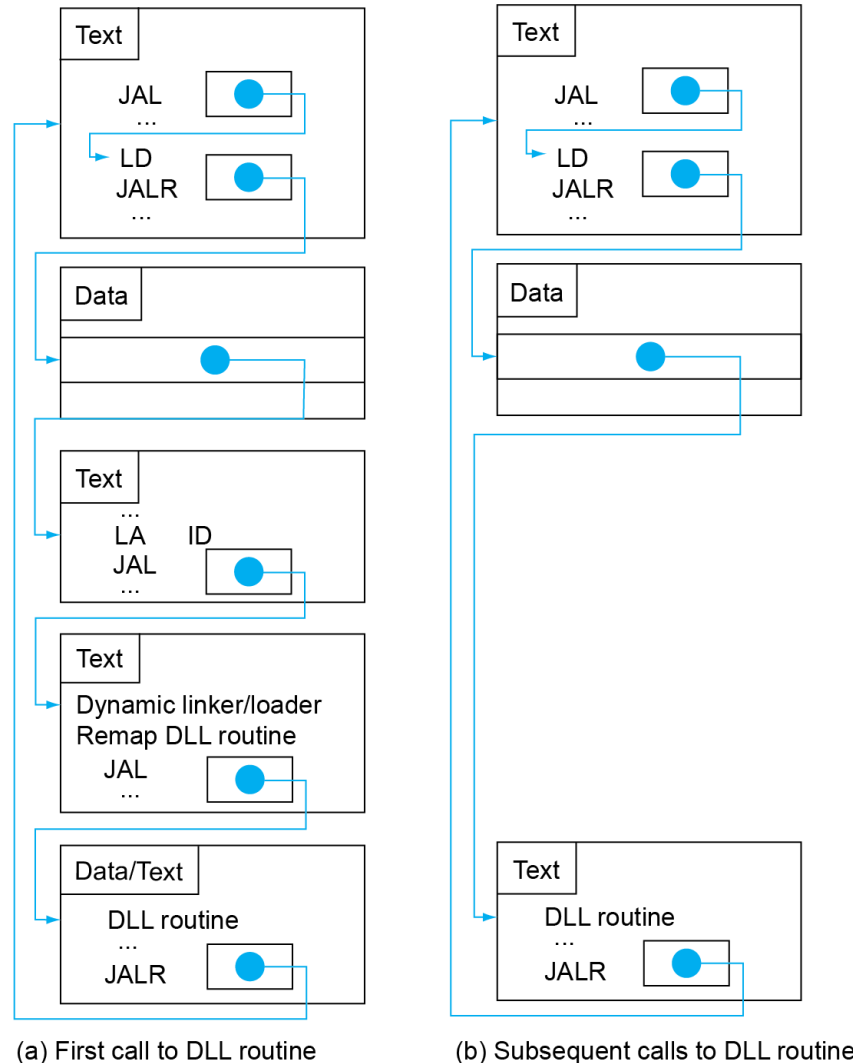 Text
JAL
...
LD
JALR
...
Data
Text
...
LA ID
JAL
...
Text
Dynamic linker/loader
Remap DLL routine
JAL
...
Data/Text
DLL routine
...
JALR
(a) First call to DLL routine
Text
JAL
...
LD
JALR
...
Data
Text
DLL routine
...
JALR
(b) Subsequent calls to DLL routine